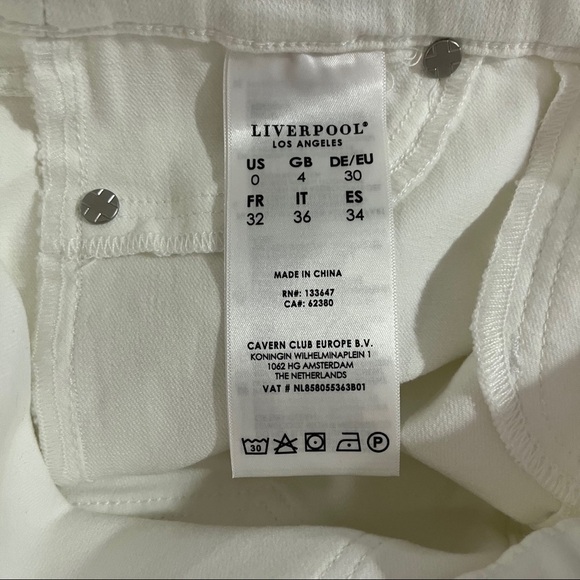 LIVERPOOL®
LOS ANGELES
US GB DE/EU
0 4 30
FR IT ES
32 36 34
MADE IN CHINA
RN#: 133647
CA#: 62380
CAVERN CLUB EUROPE B.V.
KONINGIN WILHELMINAPLEIN 1
1062 HG AMSTERDAM
THE NETHERLANDS
VAT # NL858055363B01
30 P